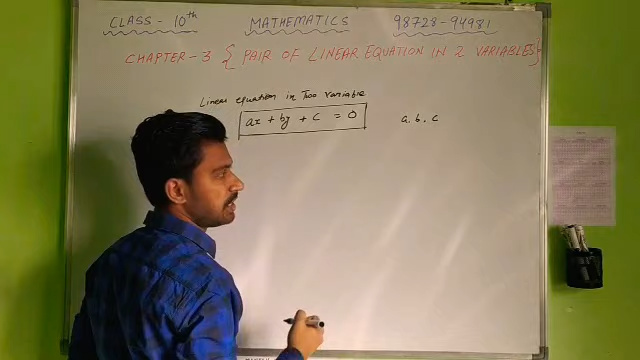 CLASS - 10th MATHEMATICS 98728-94981
CHAPTER-3 { PAIR OF LINEAR EQUATION IN 2 VARIABLES}
Linear equation in Two variable
ax + by + c = 0 a, b, c